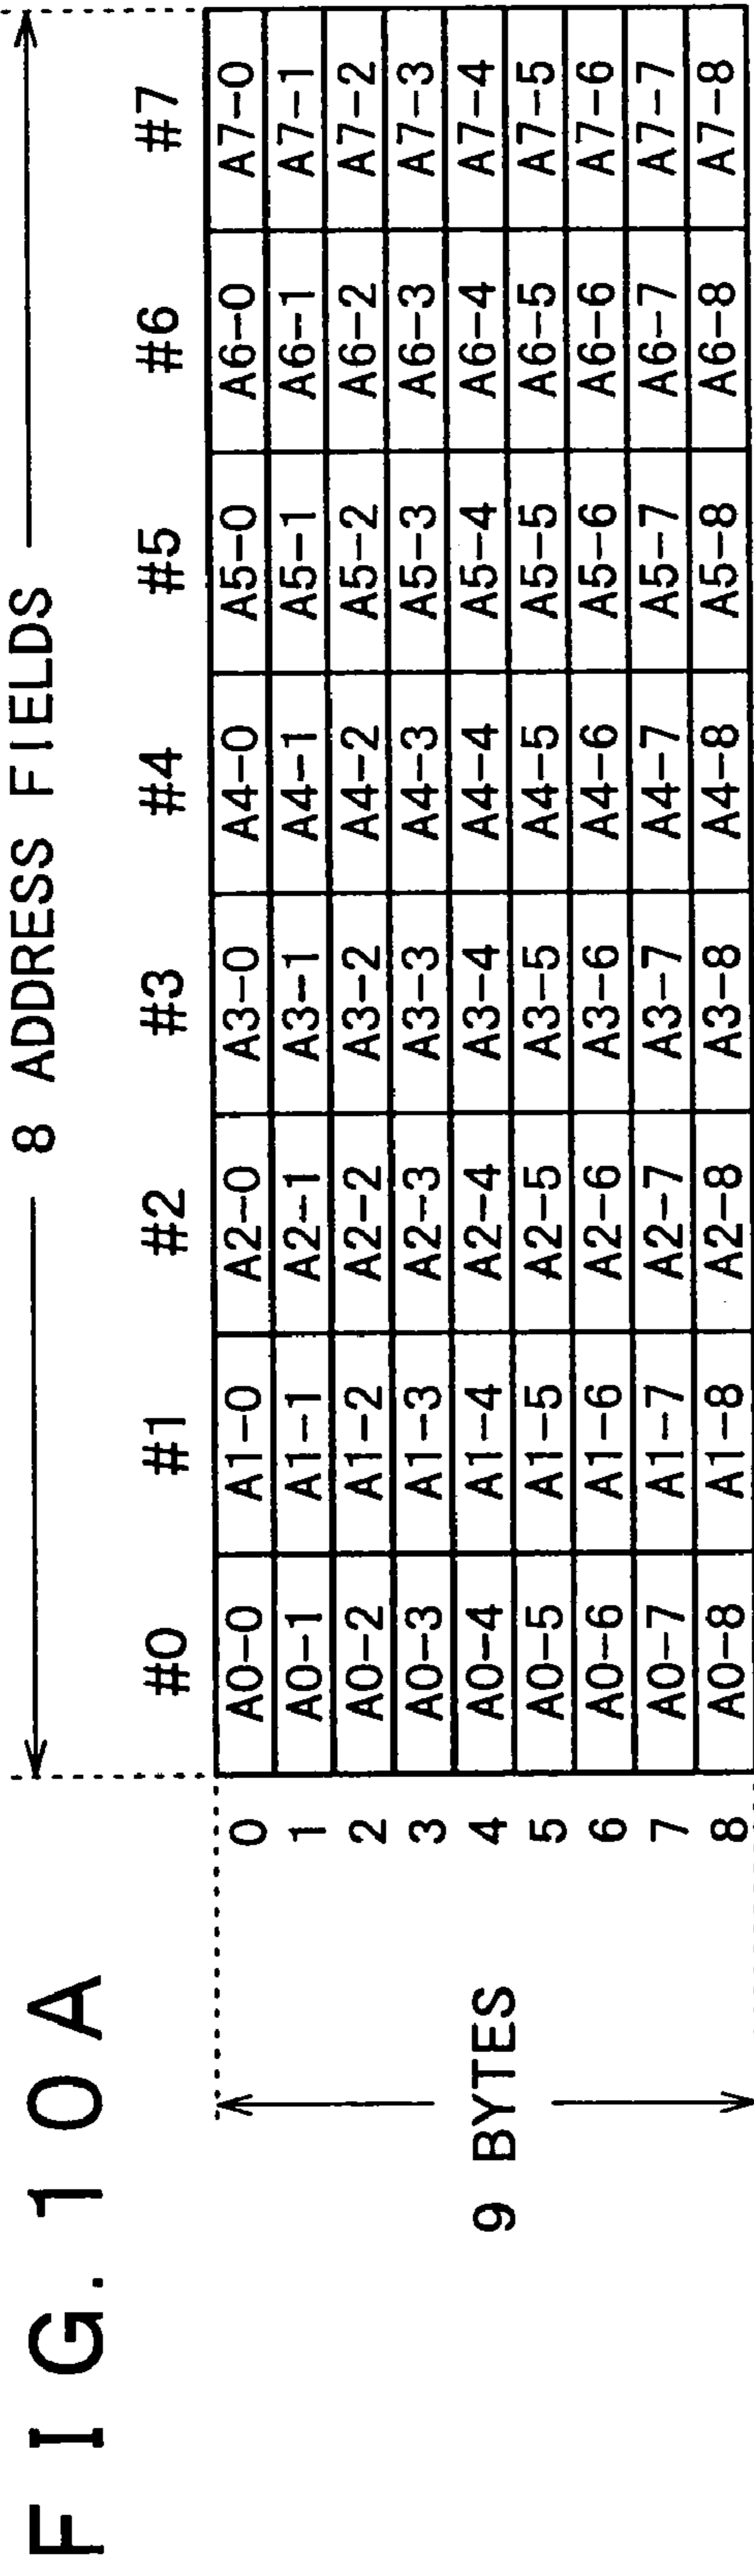 FIG. 10A
8 ADDRESS FIELDS
#0 #1 #2 #3 #4 #5 #6 #7
0 A0-0 A1-0 A2-0 A3-0 A4-0 A5-0 A6-0 A7-0
1 A0-1 A1-1 A2-1 A3-1 A4-1 A5-1 A6-1 A7-1
2 A0-2 A1-2 A2-2 A3-2 A4-2 A5-2 A6-2 A7-2
3 A0-3 A1-3 A2-3 A3-3 A4-3 A5-3 A6-3 A7-3
9 BYTES
4 A0-4 A1-4 A2-4 A3-4 A4-4 A5-4 A6-4 A7-4
5 A0-5 A1-5 A2-5 A3-5 A4-5 A5-5 A6-5 A7-5
6 A0-6 A1-6 A2-6 A3-6 A4-6 A5-6 A6-6 A7-6
7 A0-7 A1-7 A2-7 A3-7 A4-7 A5-7 A6-7 A7-7
8 A0-8 A1-8 A2-8 A3-8 A4-8 A5-8 A6-8 A7-8